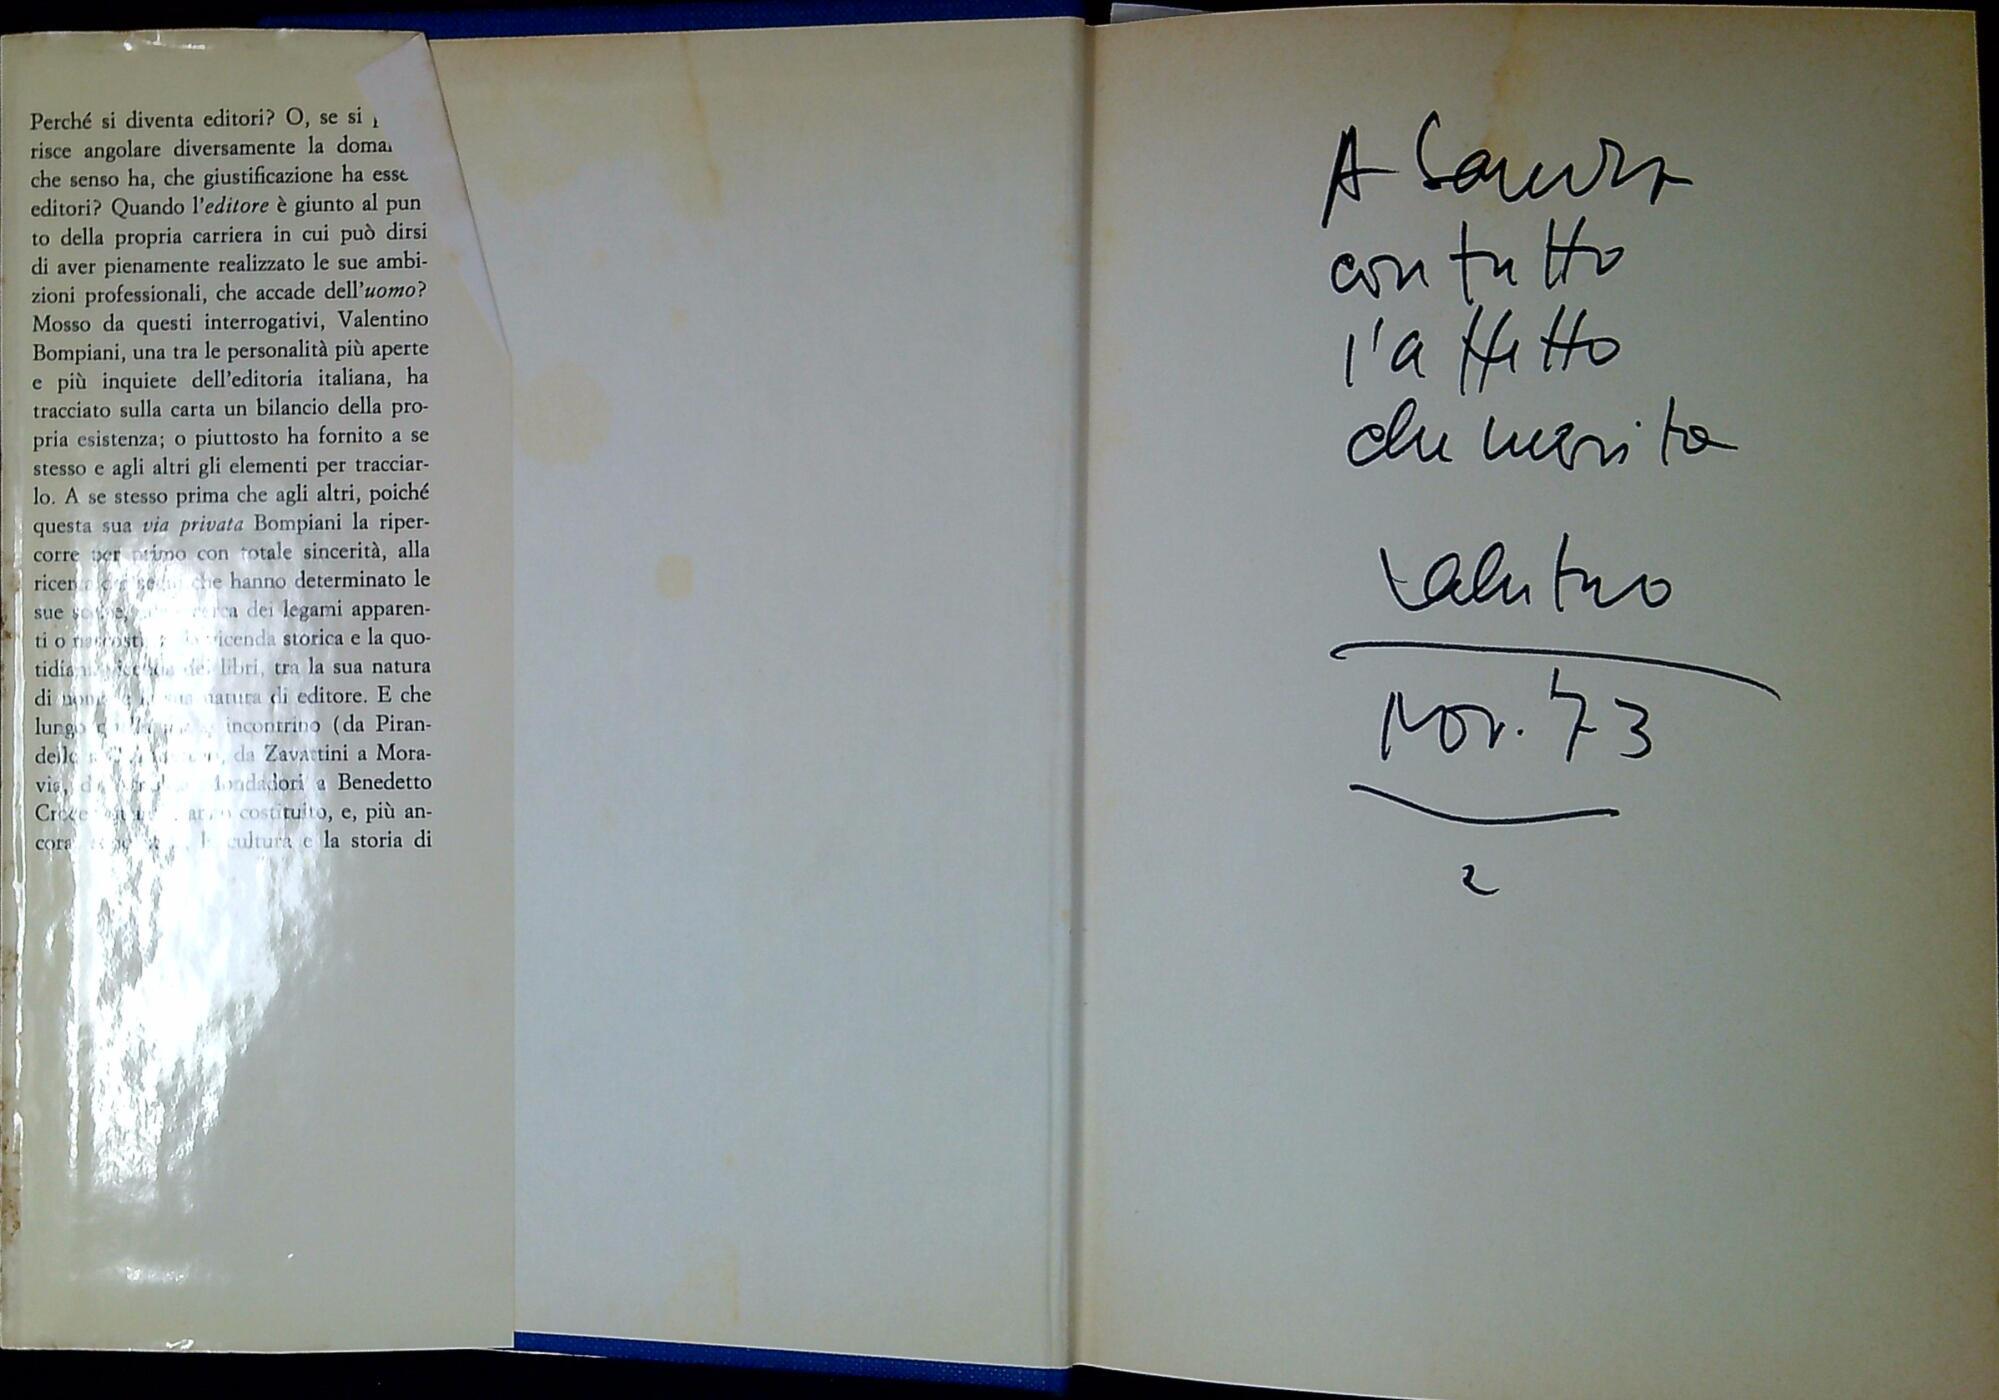 Perché si diventa editori? O, se si
risce angolare diversamente la
che senso ha, che giustificazione ha
editori? Quando l'editore è giunto al pun
to della propria carriera in cui può dirsi
di aver pienamente realizzato le sue ambi-
zioni professionali, che accade dell'uomo?
Mosso da questi interrogativi, Valentino
Bompiani, una tra le personalità più aperte
e più inquiete dell'editoria italiana, ha
tracciato sulla carta un bilancio della pro-
pria esistenza; o piuttosto ha fornito a se
stesso e agli altri gli elementi per tracciar-
lo. A se stesso prima che agli altri, poiché
questa sua via privata Bompiani la riper-
corre per primo con totale sincerità, alla
che hanno determinato le
sue dei legami apparen-
ti o vicenda storica e la quo-
libri, tra la sua natura
di natura di editore. E che
lungo incontrino (da Piran-
da Zavattini a Mora-
Mondadori a Benedetto
costituito, e, più an-
cultura e la storia di
A
con tutto
l'affetto
che merita
Valentino
Nov. 73
2